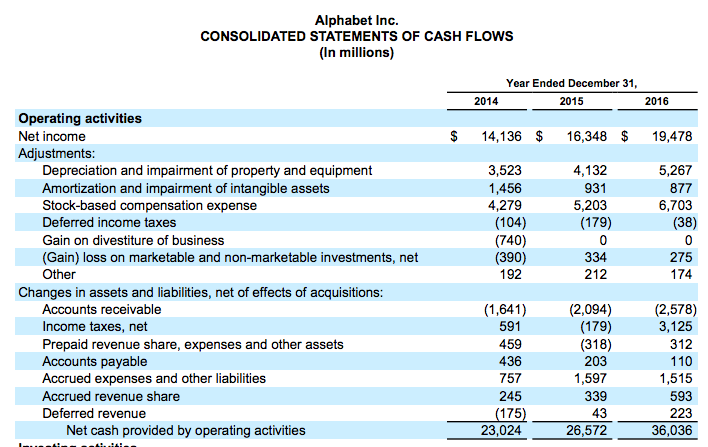 Alphabet Inc.
CONSOLIDATED STATEMENTS OF CASH FLOWS
(In millions)
Year Ended December 31,
2014 2015 2016
Operating activities
Net income $ 14,136 $ 16,348 $ 19,478
Adjustments:
Depreciation and impairment of property and equipment 3,523 4,132 5,267
Amortization and impairment of intangible assets 1,456 931 877
Stock-based compensation expense 4,279 5,203 6,703
Deferred income taxes (104) (179) (38)
Gain on divestiture of business (740) 0 0
(Gain) loss on marketable and non-marketable investments, net (390) 334 275
Other 192 212 174
Changes in assets and liabilities, net of effects of acquisitions:
Accounts receivable (1,641) (2,094) (2,578)
Income taxes, net 591 (179) 3,125
Prepaid revenue share, expenses and other assets 459 (318) 312
Accounts payable 436 203 110
Accrued expenses and other liabilities 757 1,597 1,515
Accrued revenue share 245 339 593
Deferred revenue (175) 43 223
Net cash provided by operating activities 23,024 26,572 36,036